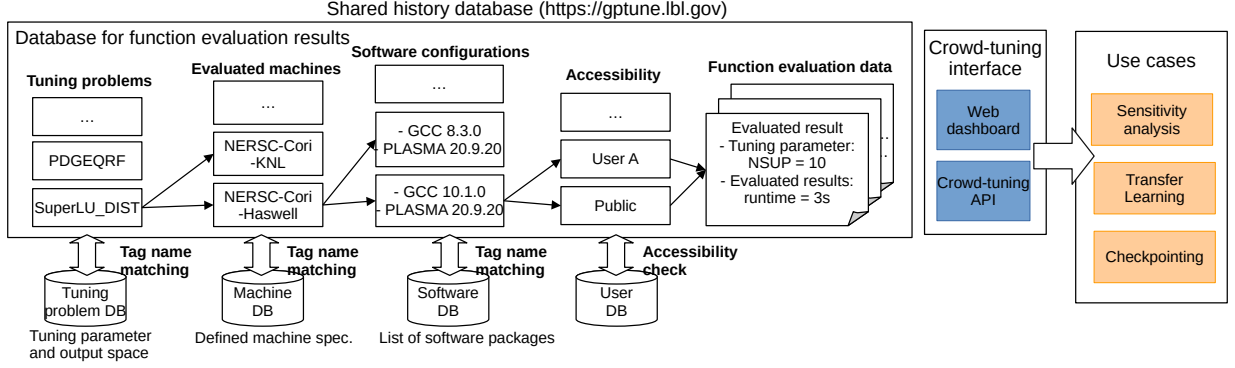 Shared history database (https://gptune.lbl.gov)
Database for function evaluation results
Tuning problems
...
PDGEQRF
SuperLU_DIST
Evaluated machines
...
NERSC-Cori
-KNL
NERSC-Cori
-Haswell
Software configurations
...
- GCC 8.3.0
- PLASMA 20.9.20
- GCC 10.1.0
- PLASMA 20.9.20
Accessibility
...
User A
Public
Function evaluation data
...
...
Evaluated result
- Tuning parameter:
NSUP = 10
- Evaluated results:
runtime = 3s
Tag name
matching
Tag name
matching
Tag name
matching
Accessibility
check
Tuning
problem DB
Machine
DB
Software
DB
User
DB
Tuning parameter
and output space
Defined machine spec.
List of software packages
Crowd-tuning
interface
Web
dashboard
Crowd-tuning
API
Use cases
Sensitivity
analysis
Transfer
Learning
Checkpointing